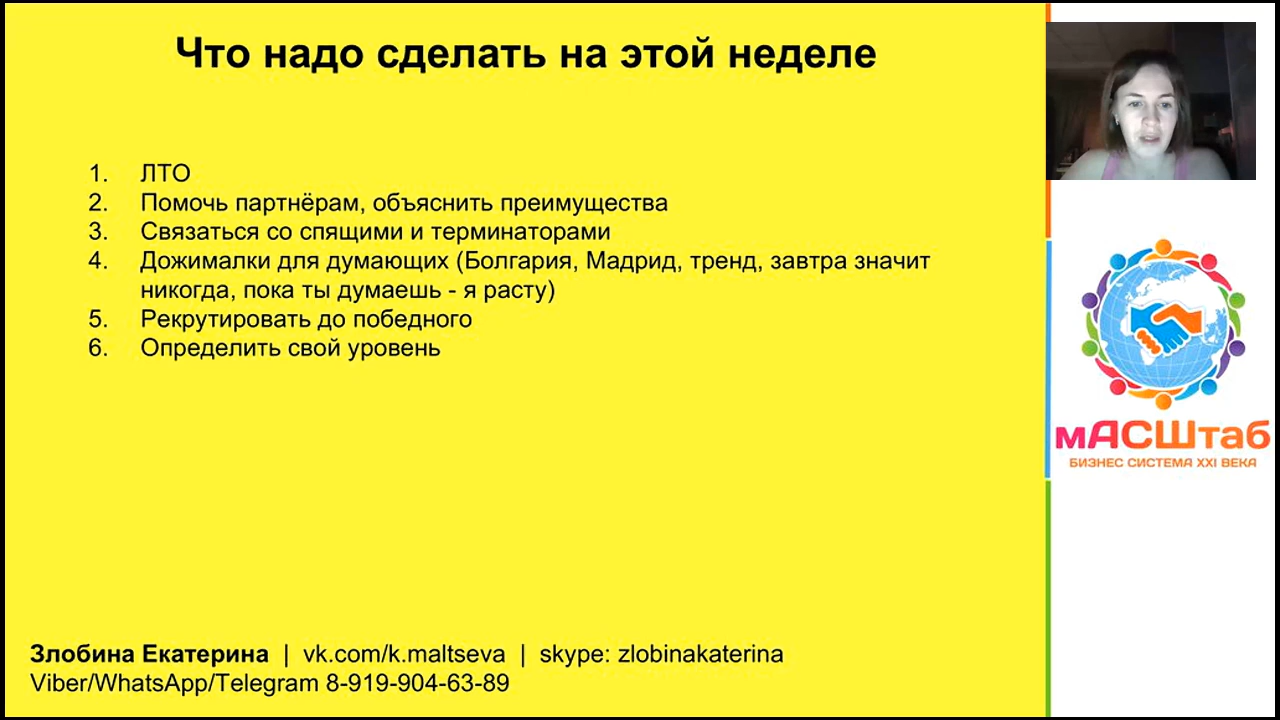 Что надо сделать на этой неделе
1. ЛТО
2. Помочь партнёрам, объяснить преимущества
3. Связаться со спящими и терминаторами
4. Дожималки для думающих (Болгария, Мадрид, тренд, завтра значит
никогда, пока ты думаешь - я расту)
5. Рекрутировать до победного
6. Определить свой уровень
мАСШтаб
БИЗНЕС СИСТЕМА XXI ВЕКА
Злобина Екатерина | vk.com/k.maltseva | skype: zlobinakaterina
Viber/WhatsApp/Telegram 8-919-904-63-89